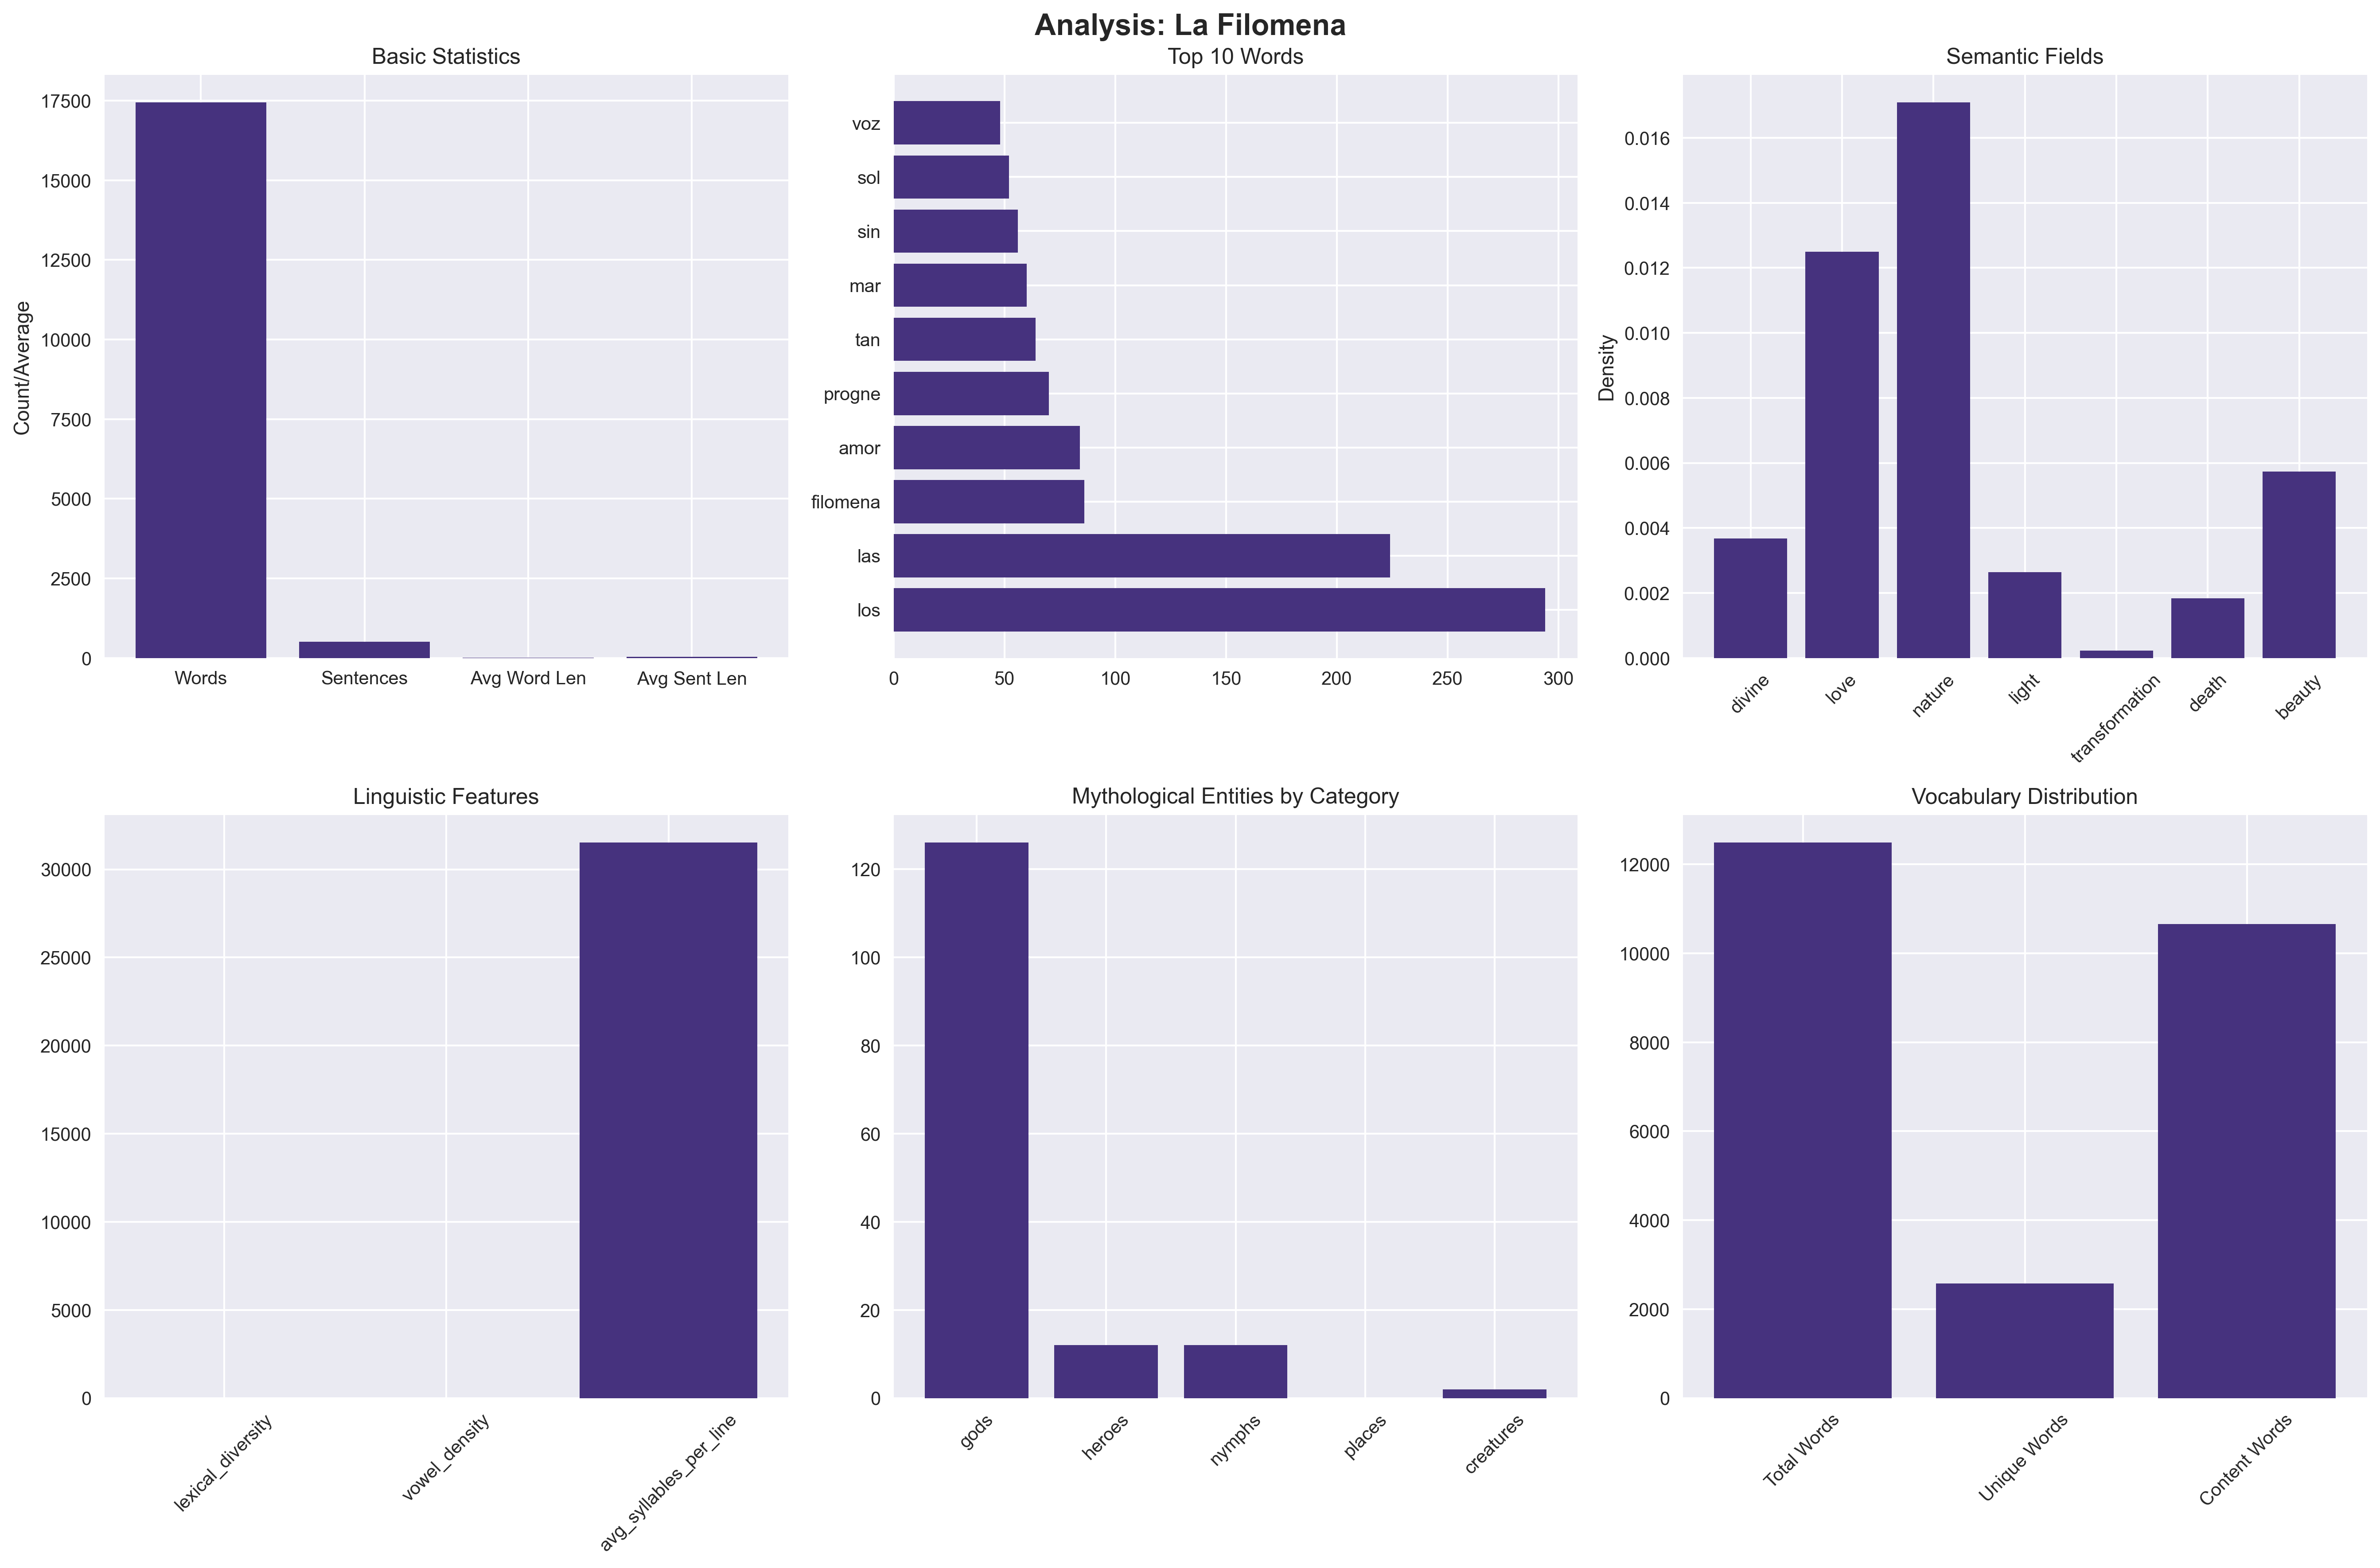 Analysis: La Filomena
Basic Statistics
Count/Average
17500
15000
12500
10000
7500
5000
2500
0
Words
Sentences
Avg Word Len
Avg Sent Len
Top 10 Words
voz
sol
sin
mar
tan
progne
amor
filomena
las
los
0
50
100
150
200
250
300
Semantic Fields
Density
0.016
0.014
0.012
0.010
0.008
0.006
0.004
0.002
0.000
divine
love
nature
light
transformation
death
beauty
Linguistic Features
30000
25000
20000
15000
10000
5000
0
lexical_diversity
vowel_density
avg_syllables_per_line
Mythological Entities by Category
120
100
80
60
40
20
0
gods
heroes
nymphs
places
creatures
Vocabulary Distribution
12000
10000
8000
6000
4000
2000
0
Total Words
Unique Words
Content Words